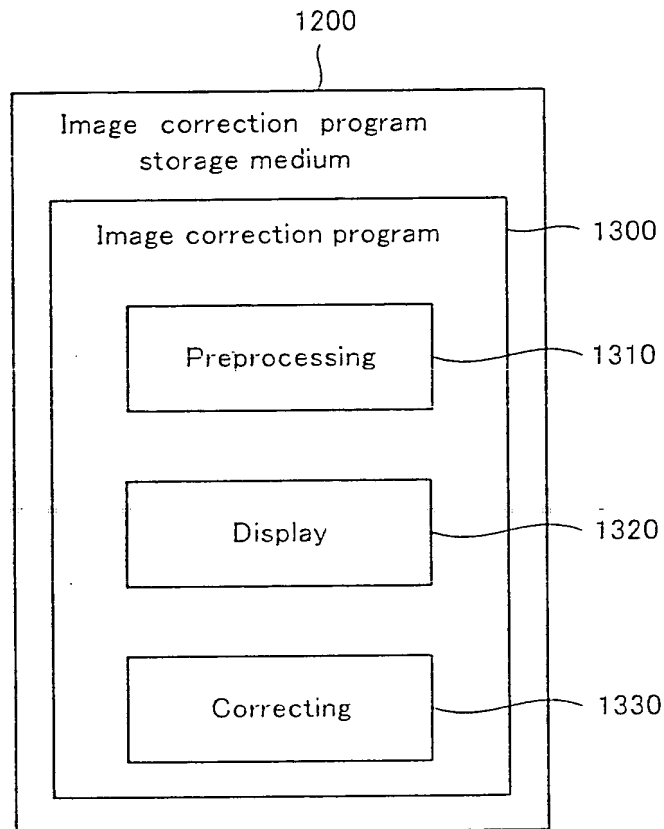 1200
Image correction program
storage medium
Image correction program
1300
Preprocessing
1310
Display
1320
Correcting
1330